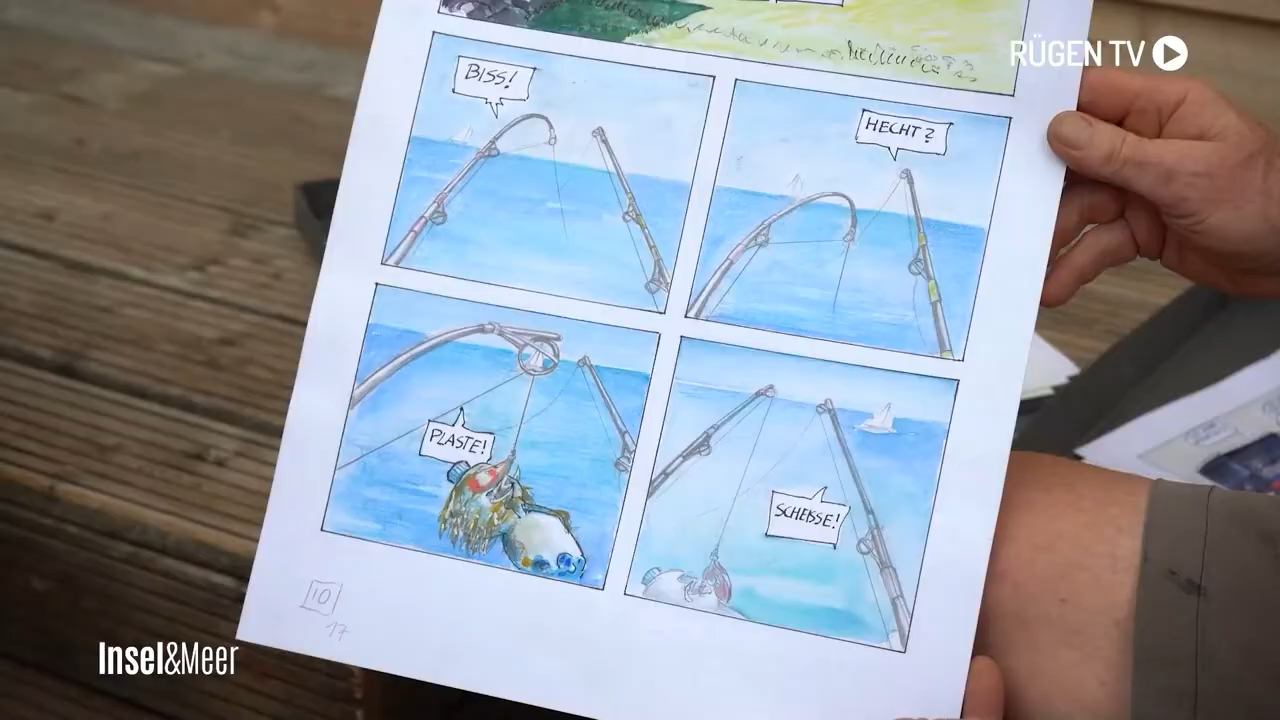 RÜGEN TV
BISS!
HECHT?
PLASTE!
SCHEISSE!
10
17
Insel&Meer